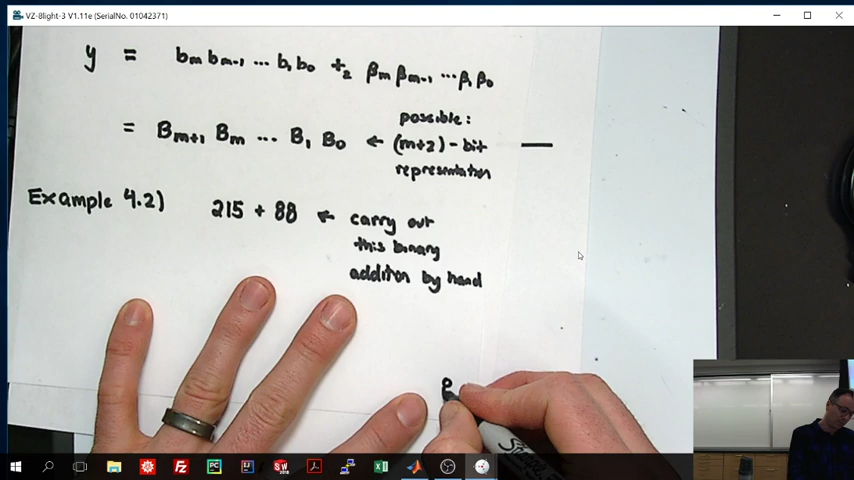 VZ-8light-3 V1.11e (SerialNo. 01042371)
y = bm bm-1 ... b1 b0 +2 βm βm-1 ... β1 β0
= Bm+1 Bm ... B1 B0 ← possible: (m+2)-bit representation
Example 4.2) 215 + 88 ← carry out
this binary
addition by hand